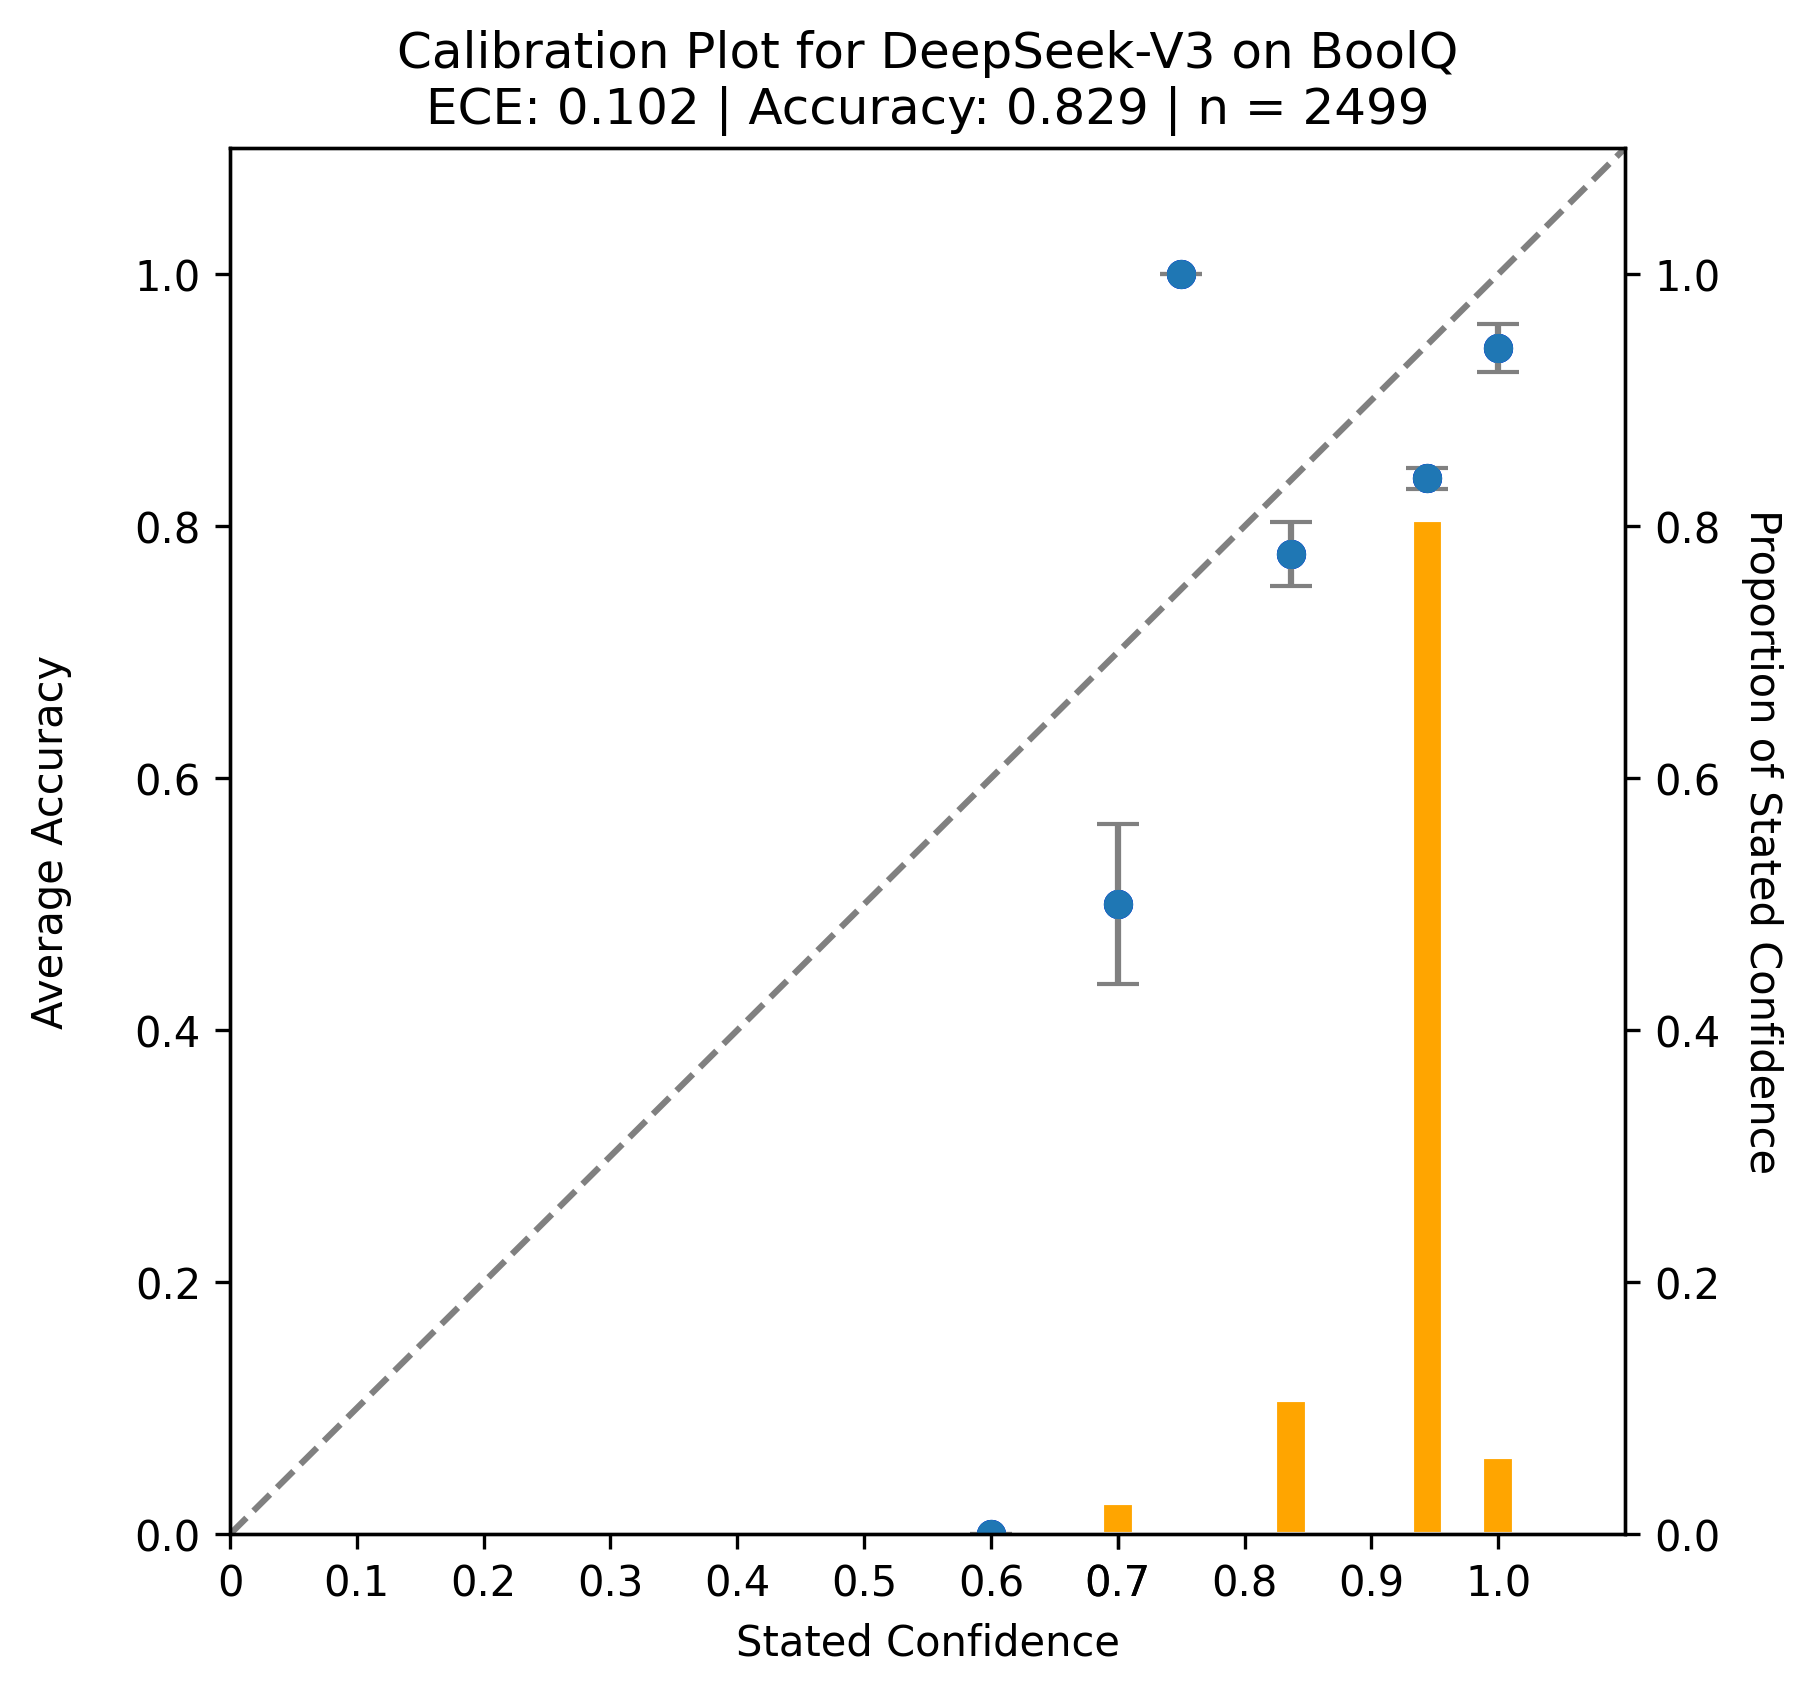 Calibration Plot for DeepSeek-V3 on BoolQ
ECE: 0.102 | Accuracy: 0.829 | n = 2499
Average Accuracy
1.0
0.8
0.6
0.4
0.2
0.0
0 0.1 0.2 0.3 0.4 0.5 0.6 0.7 0.8 0.9 1.0
Stated Confidence
1.0
0.8
0.6
0.4
0.2
0.0
Proportion of Stated Confidence